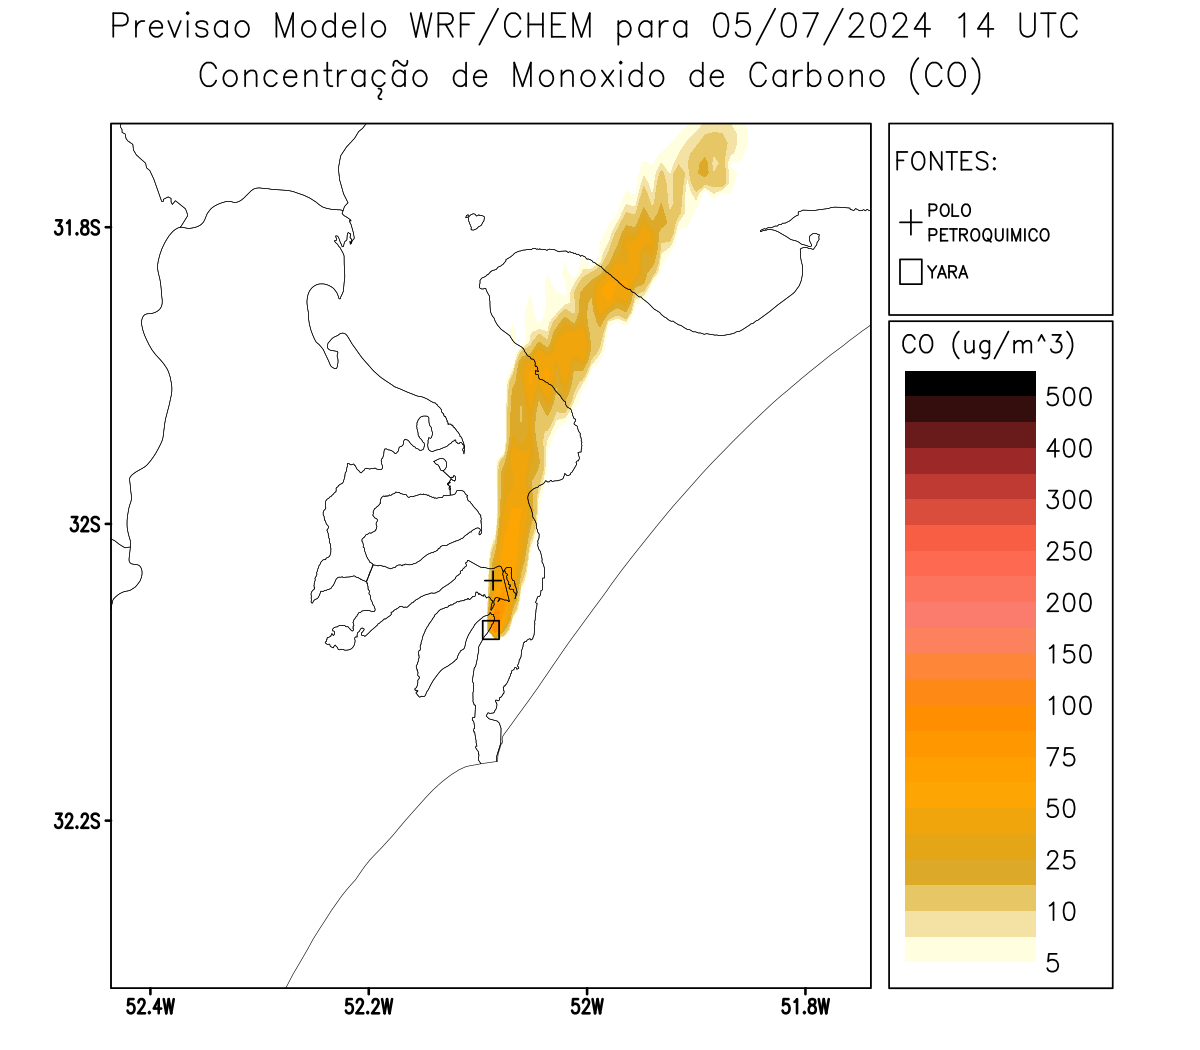 Previsao Modelo WRF/CHEM para 05/07/2024 14 UTC
Concentração de Monoxido de Carbono (CO)
FONTES:
POLO
PETROQUIMICO
YARA
CO (ug/m^3)
500
400
300
250
200
150
100
75
50
25
10
5
31.8S
32S
32.2S
52.4W
52.2W
52W
51.8W